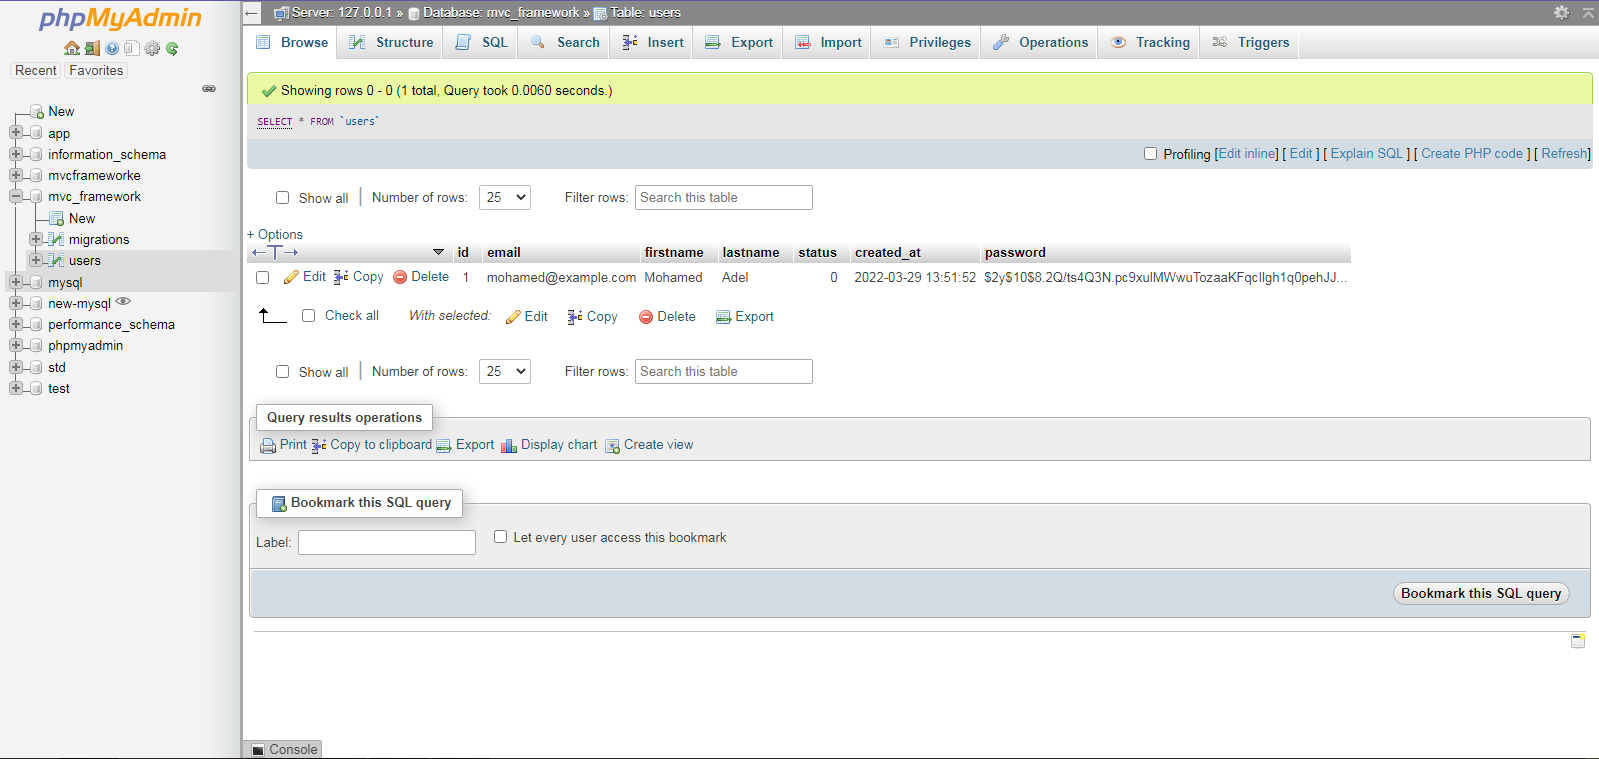 phpMyAdmin
Recent Favorites
New
app
information_schema
mvcframeworke
mvc_framework
New
migrations
users
mysql
new-mysql
performance_schema
phpmyadmin
std
test
Server: 127.0.0.1 » Database: mvc_framework » Table: users
Browse Structure SQL Search Insert Export Import Privileges Operations Tracking Triggers
Showing rows 0 - 0 (1 total, Query took 0.0060 seconds.)
SELECT * FROM `users`
Profiling [Edit inline] [ Edit ] [ Explain SQL ] [ Create PHP code ] [ Refresh]
Show all | Number of rows: 25 Filter rows: Search this table
+ Options
←T→ id email firstname lastname status created_at password
Edit Copy Delete 1 mohamed@example.com Mohamed Adel 0 2022-03-29 13:51:52
Check all With selected: Edit Copy Delete Export
Show all | Number of rows: 25 Filter rows: Search this table
Query results operations
Print Copy to clipboard Export Display chart Create view
Bookmark this SQL query
Label: Let every user access this bookmark
Bookmark this SQL query
Console